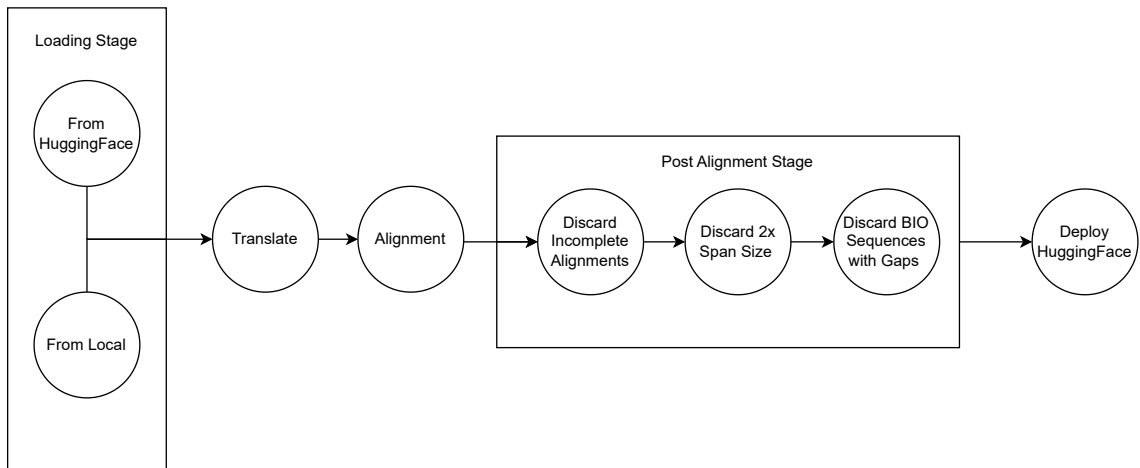 Loading Stage
From
HuggingFace
From Local
Translate
Alignment
Post Alignment Stage
Discard
Incomplete
Alignments
Discard 2x
Span Size
Discard BIO
Sequences
with Gaps
Deploy
HuggingFace